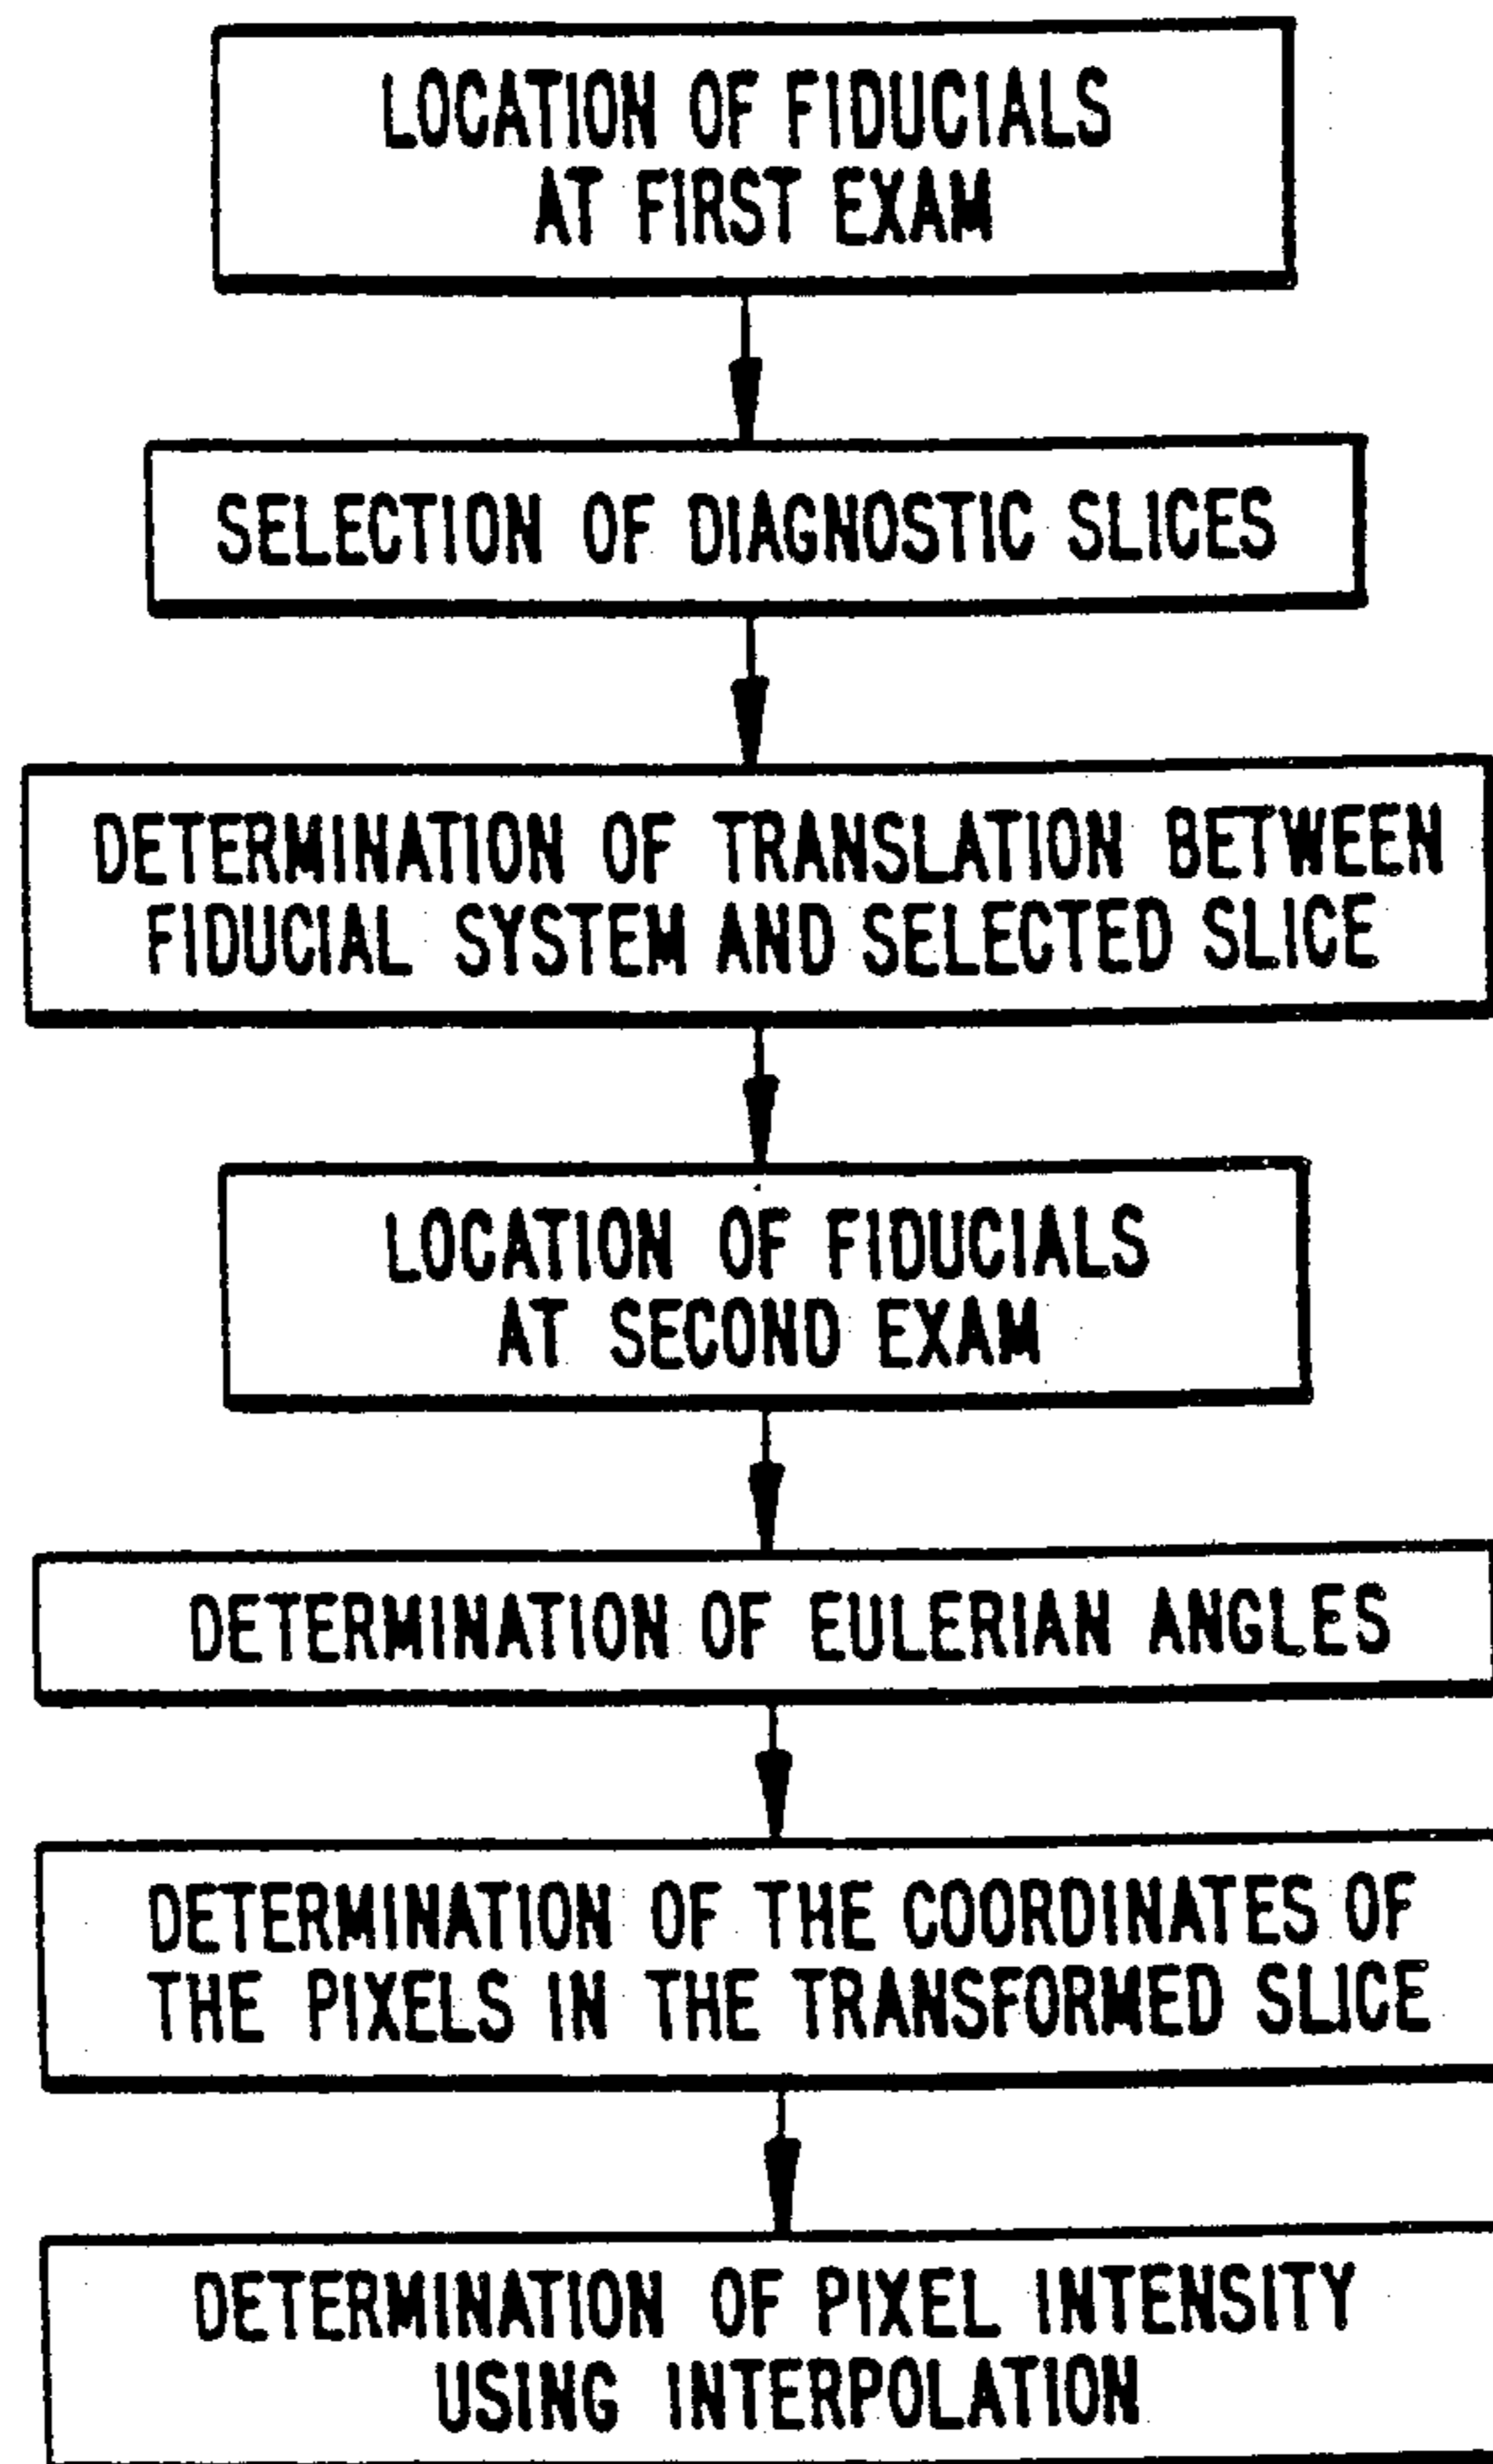 LOCATION OF FIDUCIALS
AT FIRST EXAM
SELECTION OF DIAGNOSTIC SLICES
DETERMINATION OF TRANSLATION BETWEEN
FIDUCIAL SYSTEM AND SELECTED SLICE
LOCATION OF FIDUCIALS
AT SECOND EXAM
DETERMINATION OF EULERIAN ANGLES
DETERMINATION OF THE COORDINATES OF
THE PIXELS IN THE TRANSFORMED SLICE
DETERMINATION OF PIXEL INTENSITY
USING INTERPOLATION